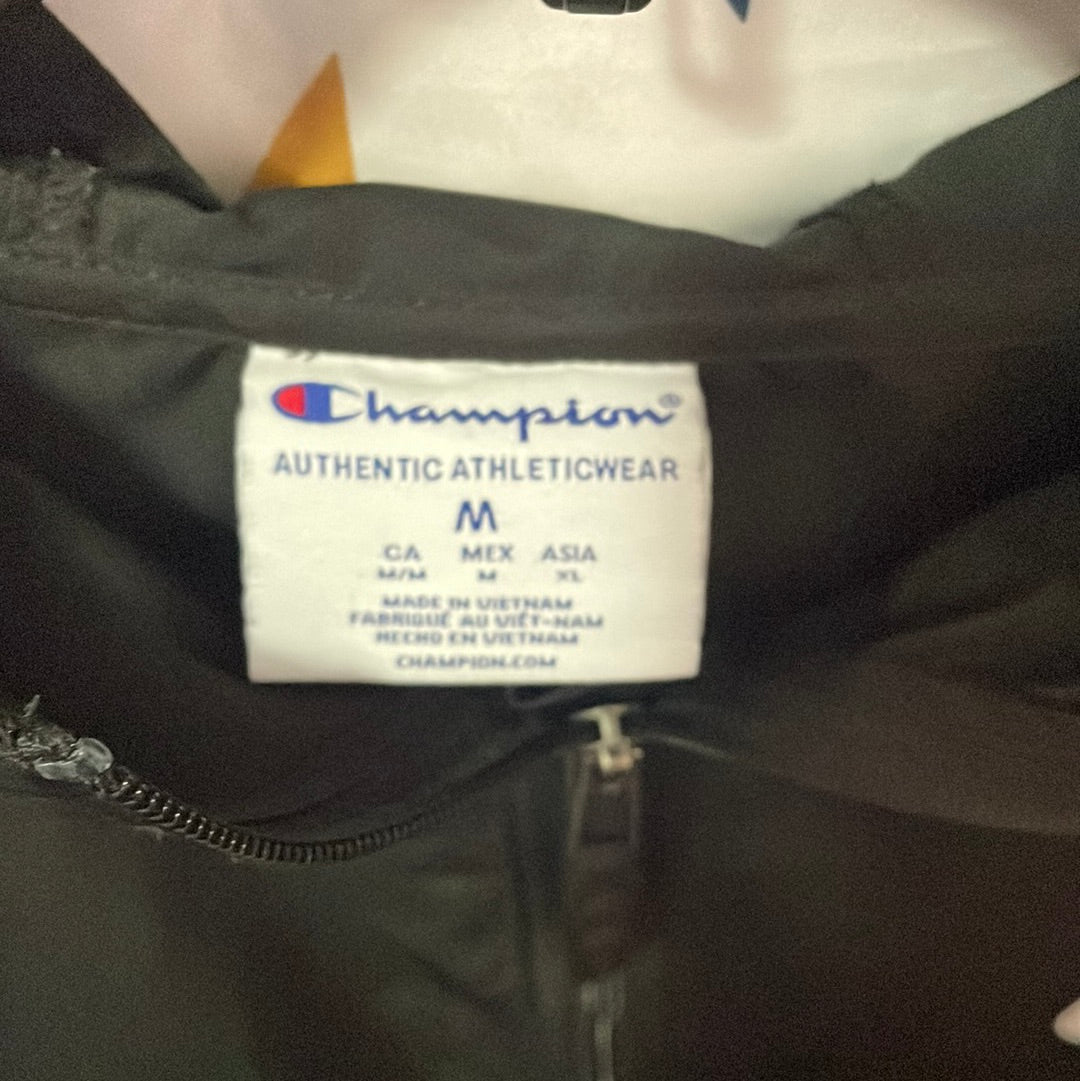 Champion®
AUTHENTIC ATHLETICWEAR
M
CA MEX ASIA
M/M M XL
MADE IN VIETNAM
FABRIQUÉ AU VIÊT-NAM
HECHO EN VIETNAM
CHAMPION.COM